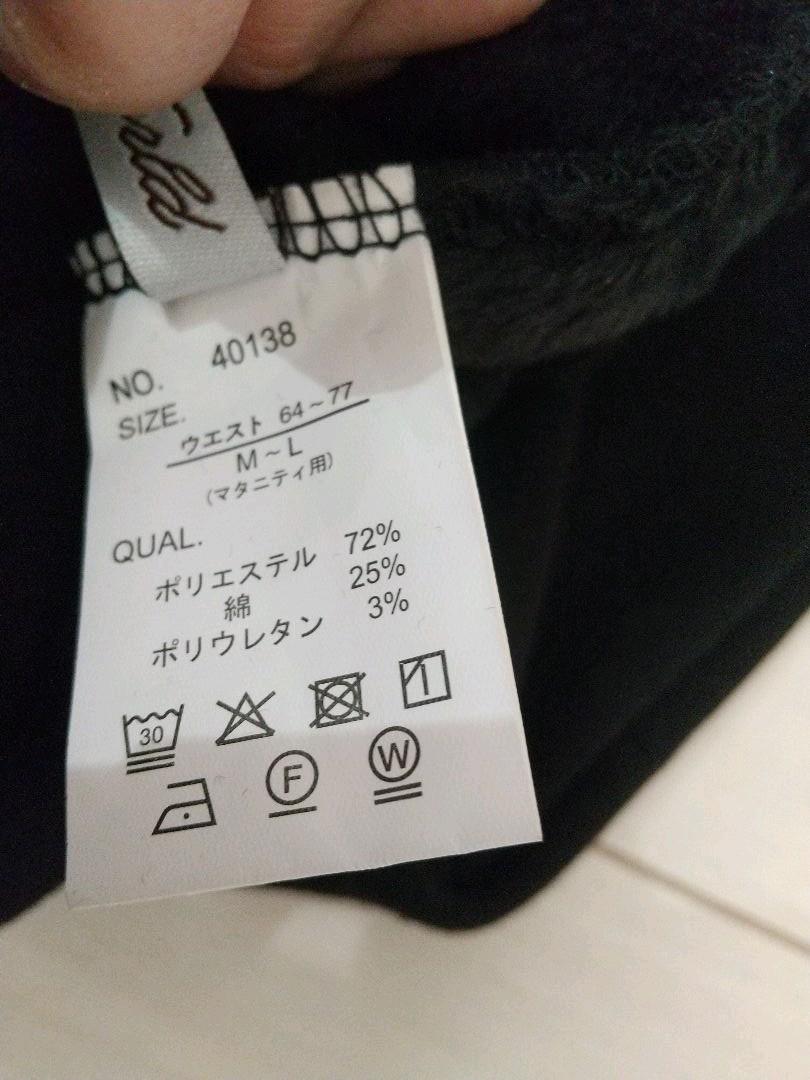 NO. 40138
SIZE.
ウエスト 64~77
M~L
(マタニティ用)
QUAL.
ポリエステル 72%
綿 25%
ポリウレタン 3%
30
F
W